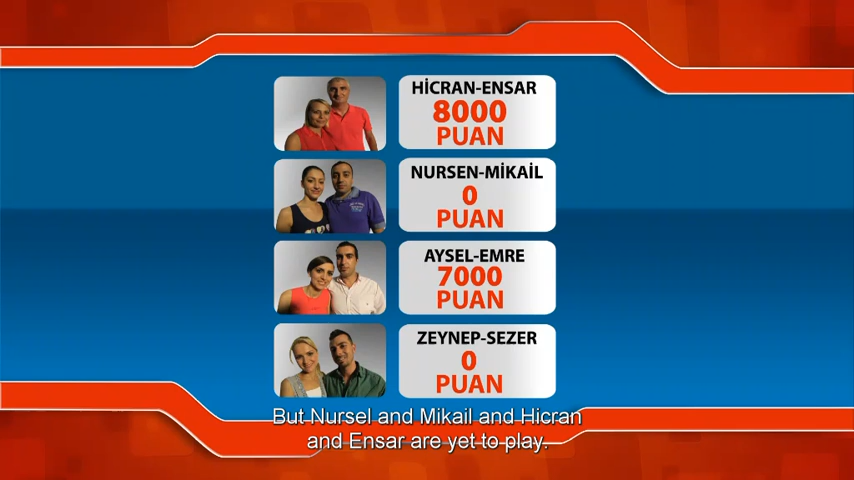 HİCRAN-ENSAR
8000
PUAN
NURSEN-MİKAİL
0
PUAN
AYSEL-EMRE
7000
PUAN
ZEYNEP-SEZER
0
PUAN
But Nursel and Mikail and Hicran
and Ensar are yet to play.